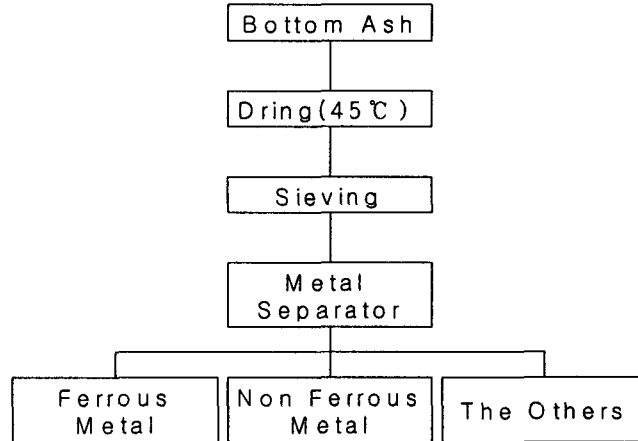 Bottom Ash
Dring(45℃)
Sieving
Metal
Separator
Ferrous
Metal
Non Ferrous
Metal
The Others